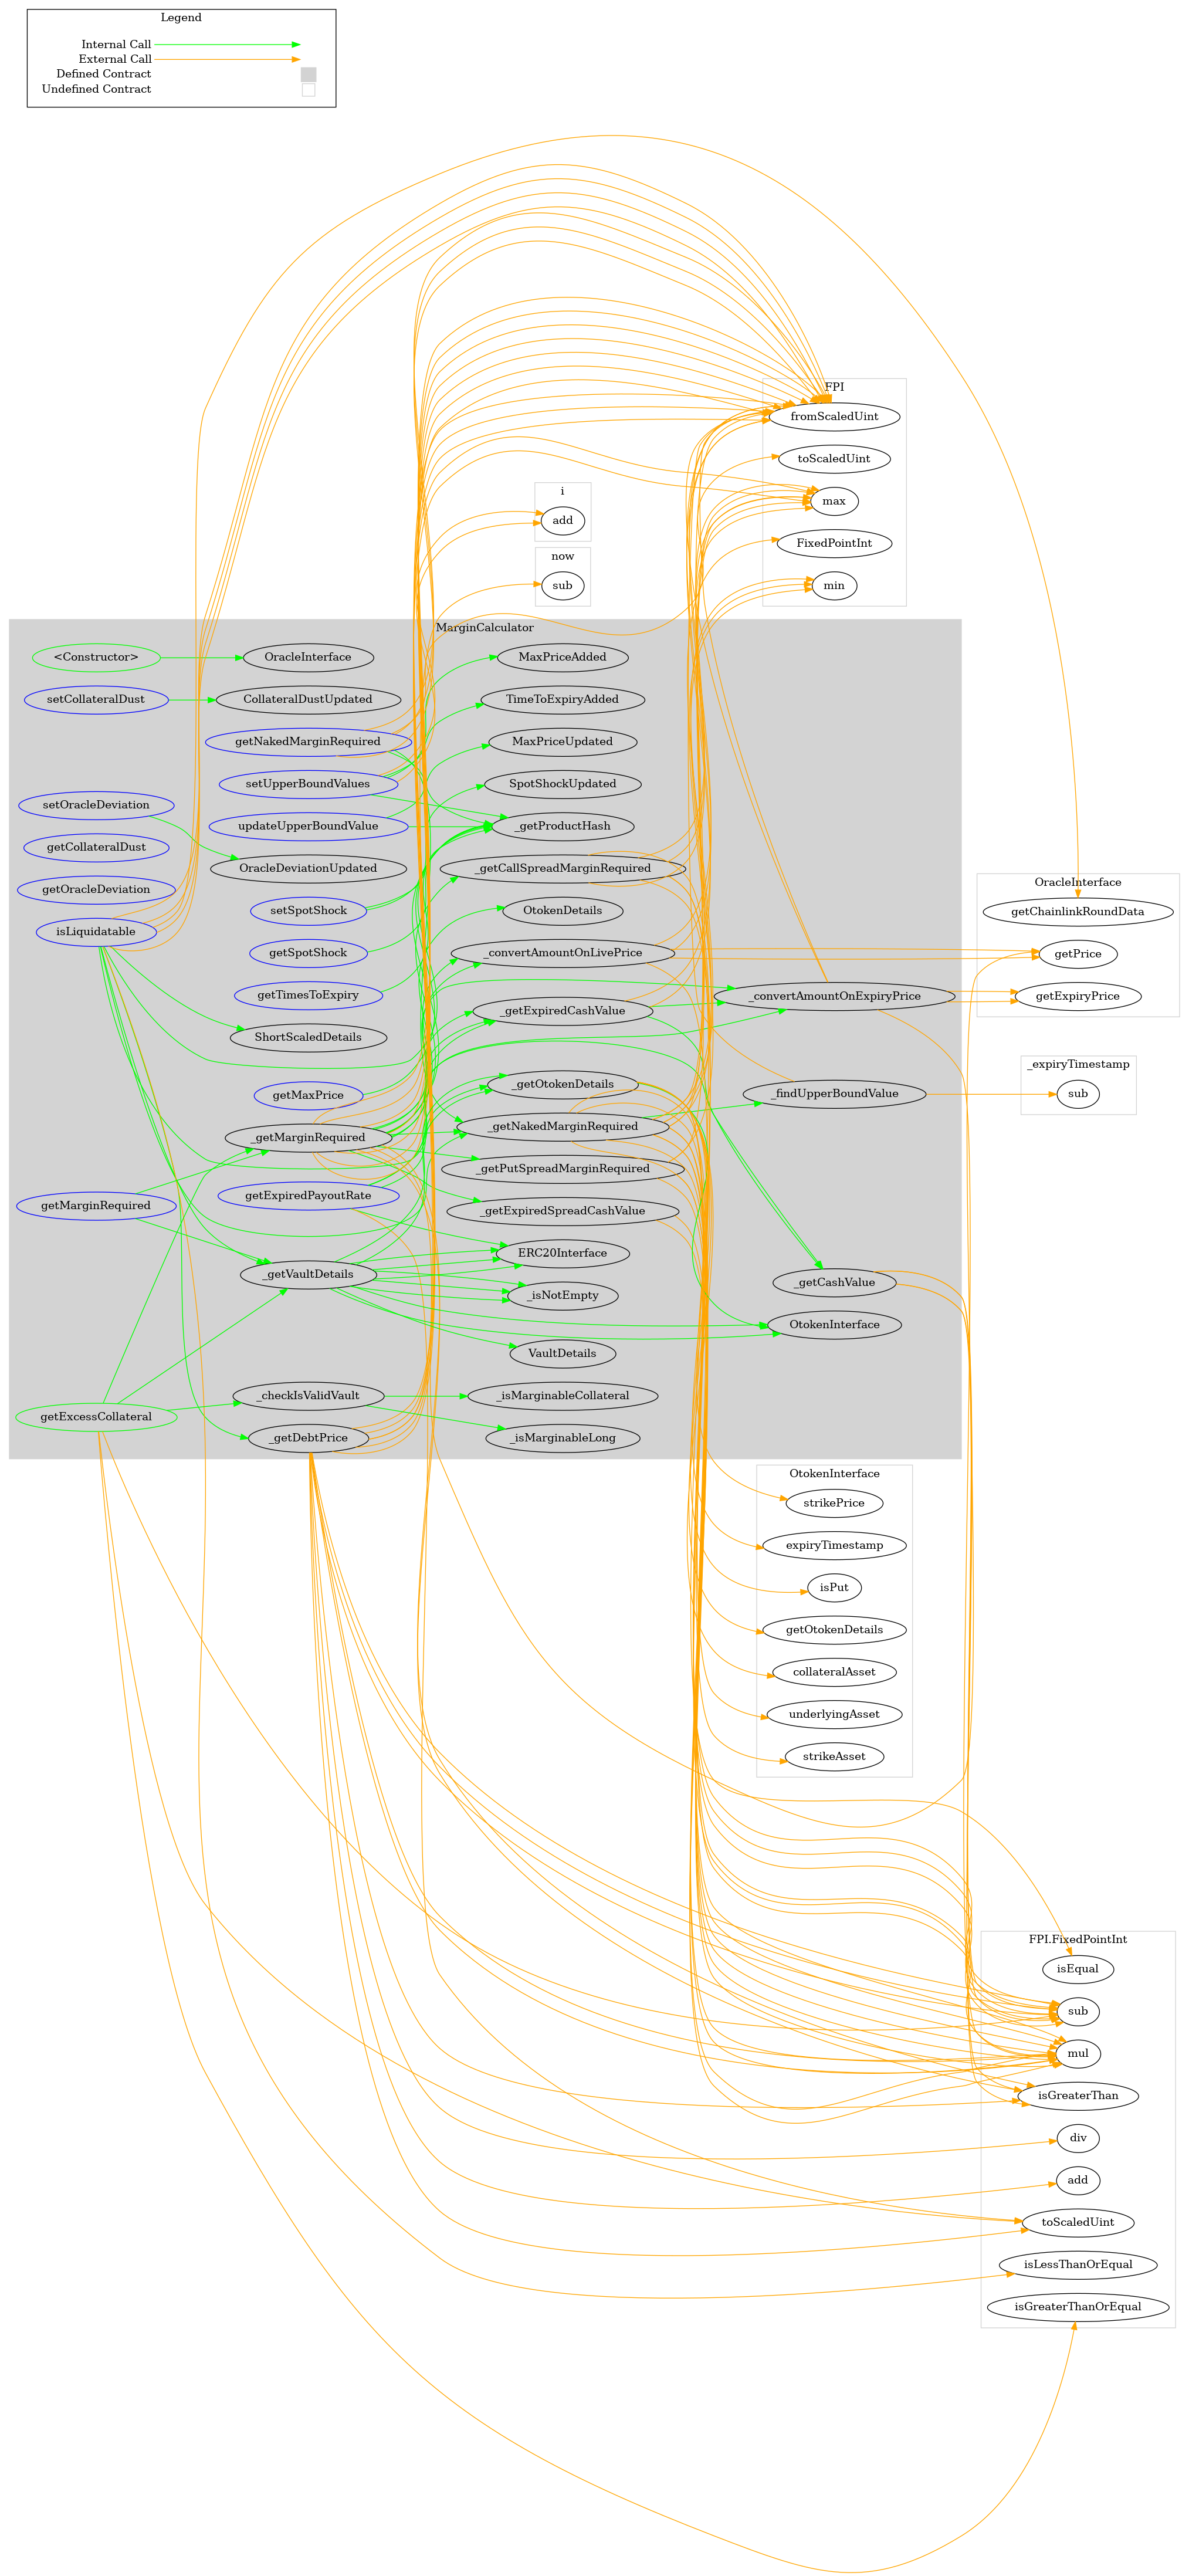 Legend
Internal Call
External Call
Defined Contract
Undefined Contract
FPI
fromScaledUint
toScaledUint
max
FixedPointInt
min
i
add
now
sub
MarginCalculator
<Constructor>
setCollateralDust
setOracleDeviation
getCollateralDust
getOracleDeviation
isLiquidatable
getMarginRequired
getExcessCollateral
OracleInterface
CollateralDustUpdated
getNakedMarginRequired
setUpperBoundValues
updateUpperBoundValue
OracleDeviationUpdated
setSpotShock
getSpotShock
getTimesToExpiry
ShortScaledDetails
getMaxPrice
_getMarginRequired
getExpiredPayoutRate
_getVaultDetails
_checkIsValidVault
_getDebtPrice
MaxPriceAdded
TimeToExpiryAdded
MaxPriceUpdated
SpotShockUpdated
_getProductHash
_getCallSpreadMarginRequired
OtokenDetails
_convertAmountOnLivePrice
_getExpiredCashValue
_getOtokenDetails
_getNakedMarginRequired
_getPutSpreadMarginRequired
_getExpiredSpreadCashValue
ERC20Interface
_isNotEmpty
VaultDetails
_isMarginableCollateral
_isMarginableLong
_convertAmountOnExpiryPrice
_findUpperBoundValue
_getCashValue
OtokenInterface
OracleInterface
getChainlinkRoundData
getPrice
getExpiryPrice
_expiryTimestamp
sub
OtokenInterface
strikePrice
expiryTimestamp
isPut
getOtokenDetails
collateralAsset
underlyingAsset
strikeAsset
FPI.FixedPointInt
isEqual
sub
mul
isGreaterThan
div
add
toScaledUint
isLessThanOrEqual
isGreaterThanOrEqual